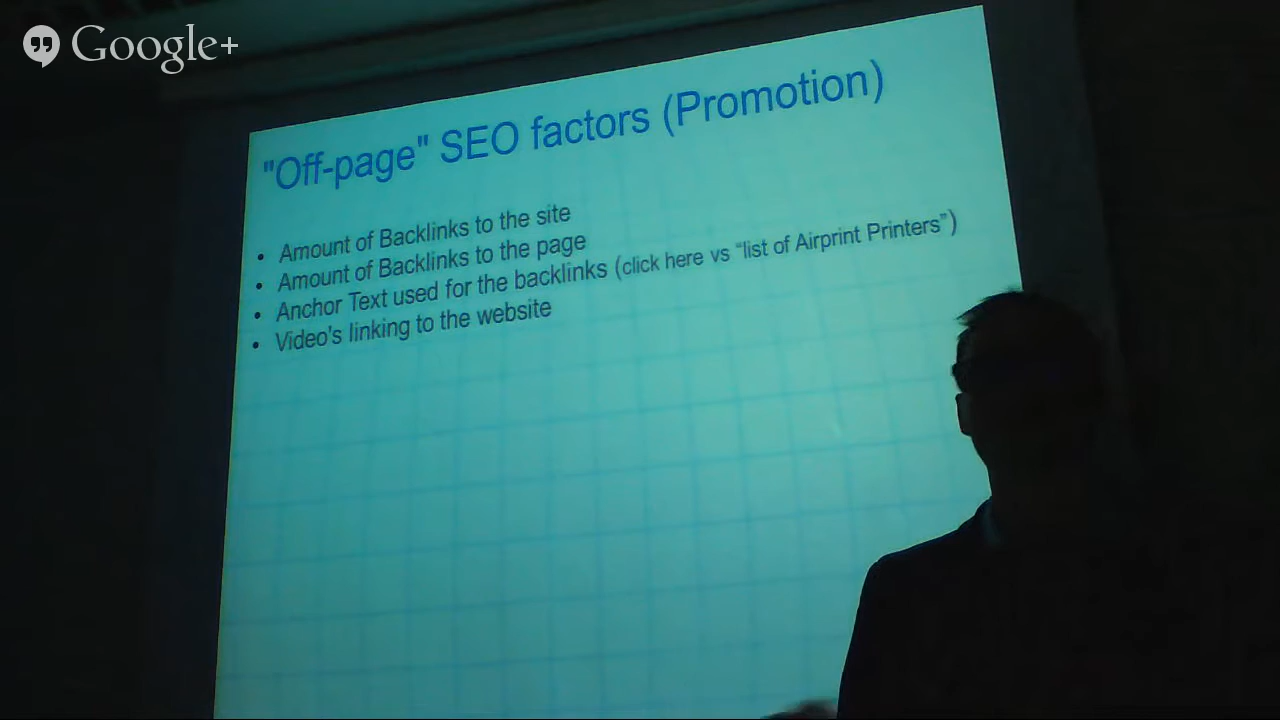 Google+
"Off-page" SEO factors (Promotion)
• Amount of Backlinks to the site
• Amount of Backlinks to the page
• Anchor Text used for the backlinks (click here vs “list of Airprint Printers”)
• Video's linking to the website